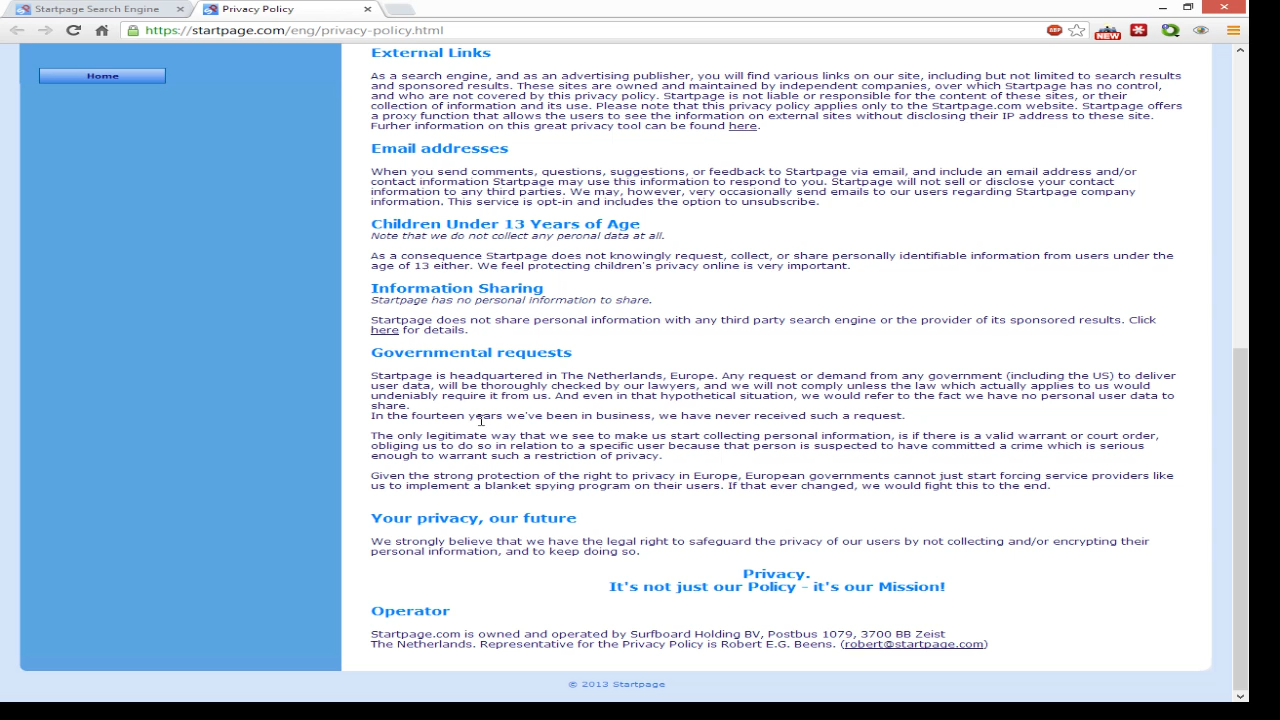 Startpage Search Engine
Privacy Policy
https://startpage.com/eng/privacy-policy.html
ABP
NEW
Home
External Links
As a search engine, and as an advertising publisher, you will find various links on our site, including but not limited to search results
and sponsored results. These sites are owned and maintained by independent companies, over which Startpage has no control,
and who are not covered by this privacy policy. Startpage is not liable or responsible for the content of these sites, or their
collection of information and its use. Please note that this privacy policy applies only to the Startpage.com website. Startpage offers
a proxy function that allows the users to see the information on external sites without disclosing their IP address to these site.
Furher information on this great privacy tool can be found here.
Email addresses
When you send comments, questions, suggestions, or feedback to Startpage via email, and include an email address and/or
contact information Startpage may use this information to respond to you. Startpage will not sell or disclose your contact
information to any third parties. We may, however, very occasionally send emails to our users regarding Startpage company
information. This service is opt-in and includes the option to unsubscribe.
Children Under 13 Years of Age
Note that we do not collect any peronal data at all.
As a consequence Startpage does not knowingly request, collect, or share personally identifiable information from users under the
age of 13 either. We feel protecting children's privacy online is very important.
Information Sharing
Startpage has no personal information to share.
Startpage does not share personal information with any third party search engine or the provider of its sponsored results. Click
here for details.
Governmental requests
Startpage is headquartered in The Netherlands, Europe. Any request or demand from any government (including the US) to deliver
user data, will be thoroughly checked by our lawyers, and we will not comply unless the law which actually applies to us would
undeniably require it from us. And even in that hypothetical situation, we would refer to the fact we have no personal user data to
share.
In the fourteen years we've been in business, we have never received such a request.
The only legitimate way that we see to make us start collecting personal information, is if there is a valid warrant or court order,
obliging us to do so in relation to a specific user because that person is suspected to have committed a crime which is serious
enough to warrant such a restriction of privacy.
Given the strong protection of the right to privacy in Europe, European governments cannot just start forcing service providers like
us to implement a blanket spying program on their users. If that ever changed, we would fight this to the end.
Your privacy, our future
We strongly believe that we have the legal right to safeguard the privacy of our users by not collecting and/or encrypting their
personal information, and to keep doing so.
Privacy.
It's not just our Policy - it's our Mission!
Operator
Startpage.com is owned and operated by Surfboard Holding BV, Postbus 1079, 3700 BB Zeist
The Netherlands. Representative for the Privacy Policy is Robert E.G. Beens. (robert@startpage.com)
© 2013 Startpage